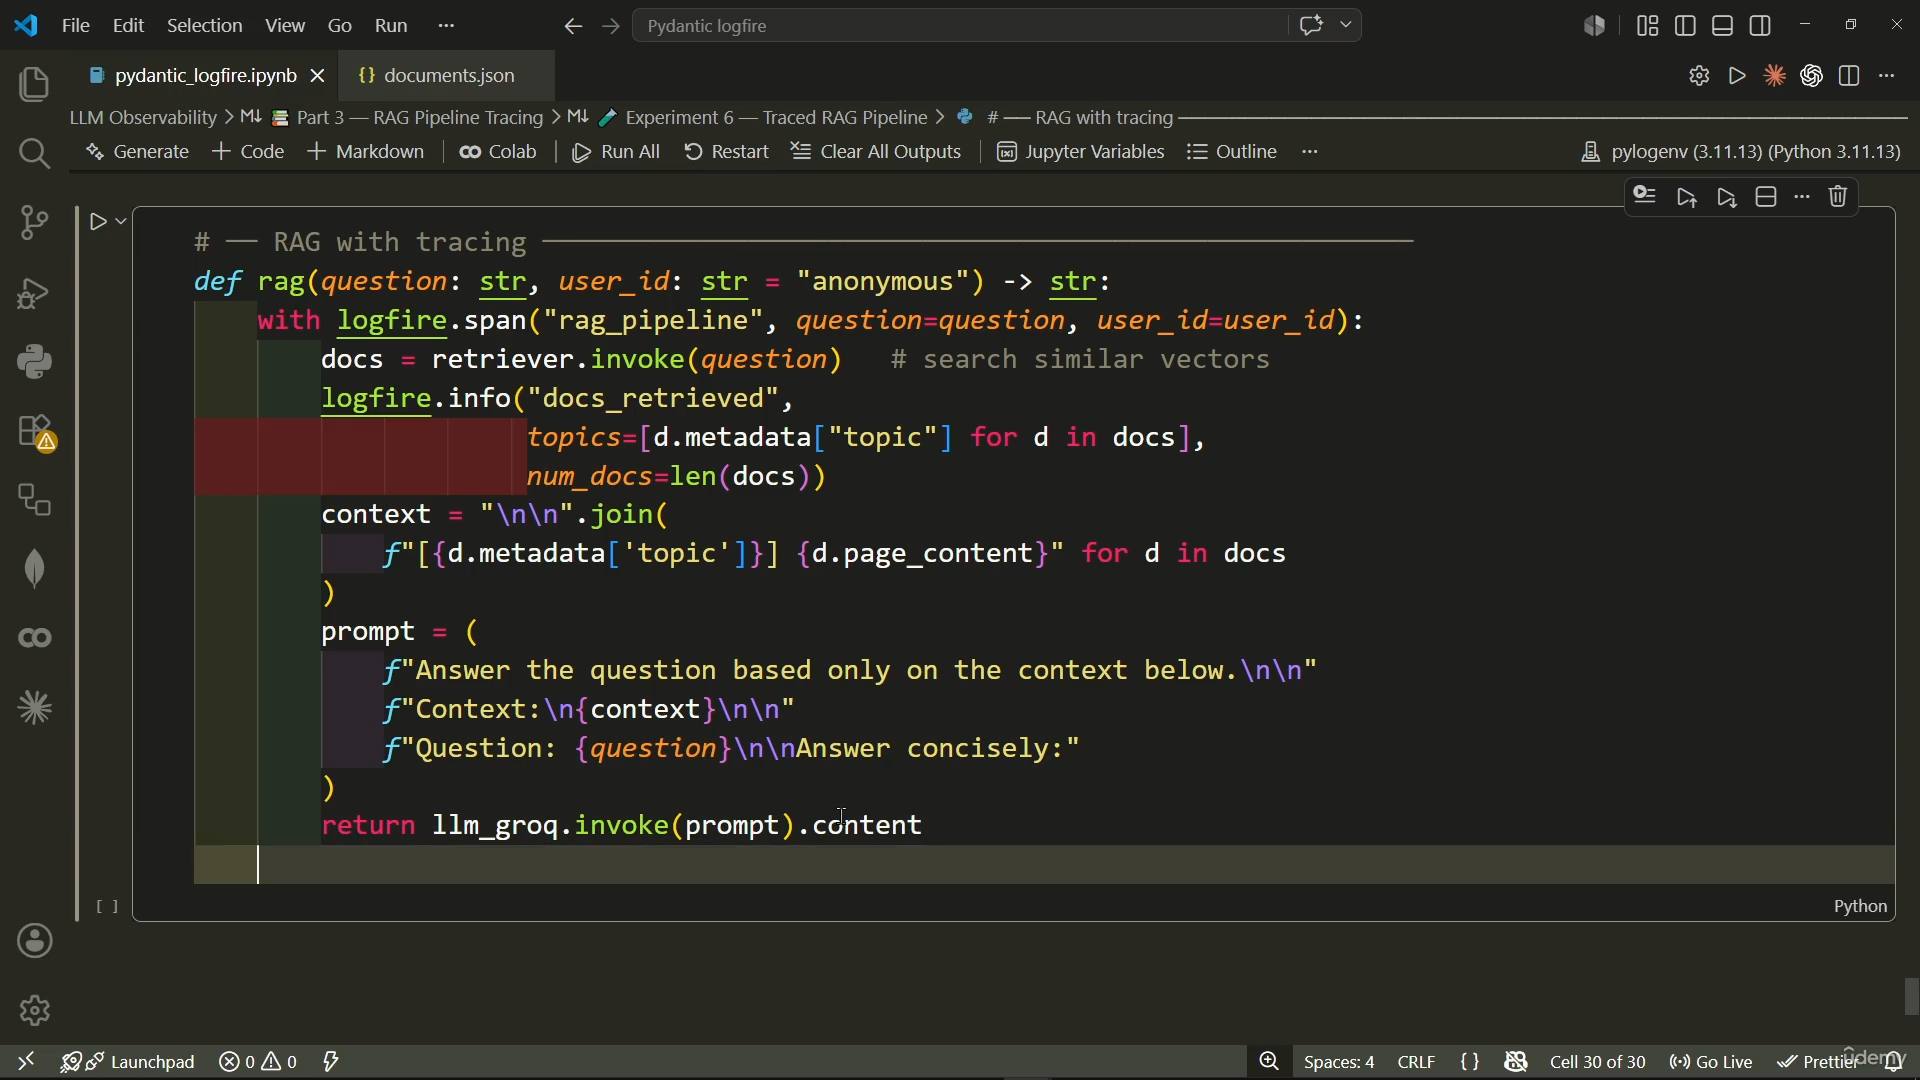 File Edit Selection View Go Run ··· Pydantic logfire
pydantic_logfire.ipynb {} documents.json
LLM Observability > M↓ Part 3 — RAG Pipeline Tracing > M↓ Experiment 6 — Traced RAG Pipeline > # —— RAG with tracing ————————
Generate + Code + Markdown Colab Run All Restart Clear All Outputs Jupyter Variables Outline ··· pylogenv (3.11.13) (Python 3.11.13)
# —— RAG with tracing ————————
def rag(question: str, user_id: str = "anonymous") -> str:
with logfire.span("rag_pipeline", question=question, user_id=user_id):
docs = retriever.invoke(question) # search similar vectors
logfire.info("docs_retrieved",
topics=[d.metadata["topic"] for d in docs],
num_docs=len(docs))
context = "\n\n".join(
f"[{d.metadata['topic']}] {d.page_content}" for d in docs
)
prompt = (
f"Answer the question based only on the context below.\n\n"
f"Context:\n{context}\n\n"
f"Question: {question}\n\nAnswer concisely:"
)
return llm_groq.invoke(prompt).content
[ ] Python
Launchpad 0 0 Spaces: 4 CRLF {} Cell 30 of 30 Go Live Prettier
udemy